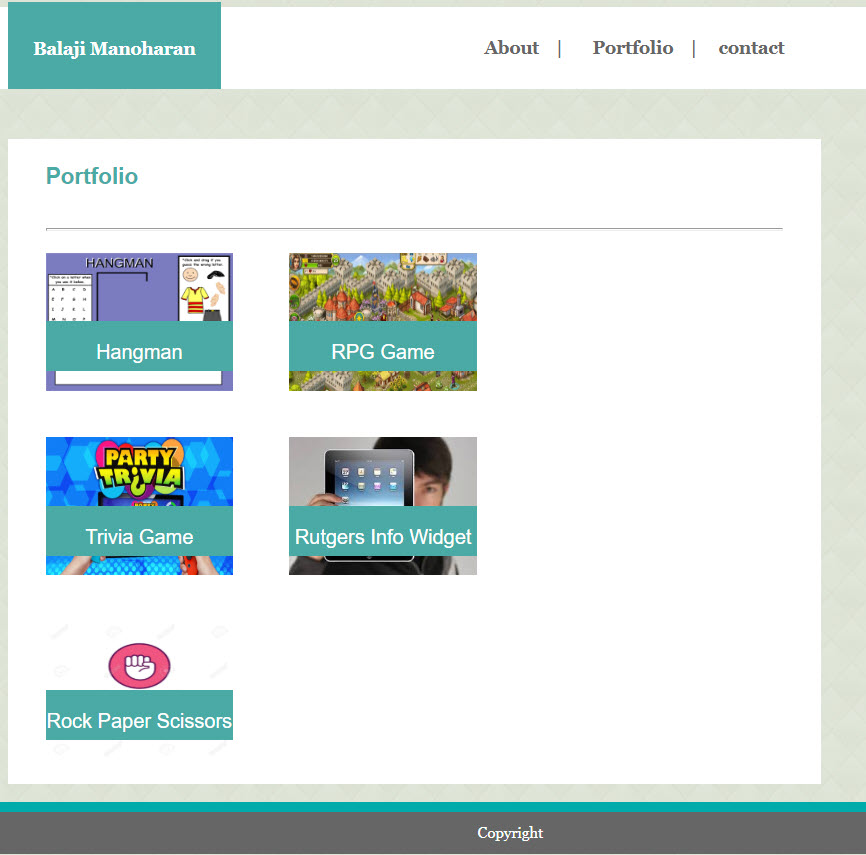 Balaji Manoharan
About | Portfolio | contact
Portfolio
HANGMAN
Hangman
RPG Game
PARTY
TRIVIA
Trivia Game
Rutgers Info Widget
Rock Paper Scissors
Copyright